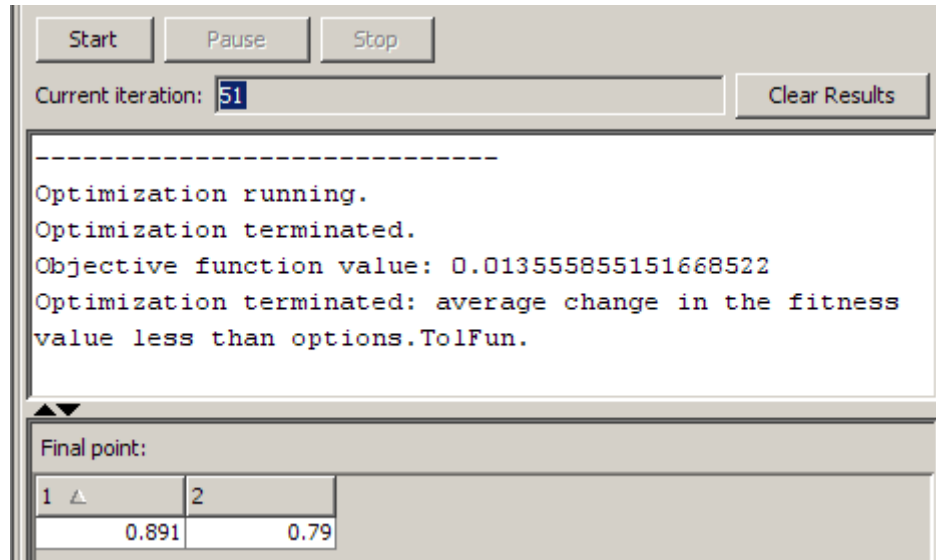 Start Pause Stop
Current iteration: 51 Clear Results
-----------------------------
Optimization running.
Optimization terminated.
Objective function value: 0.013555855151668522
Optimization terminated: average change in the fitness
value less than options.TolFun.
Final point:
1 2
0.891 0.79